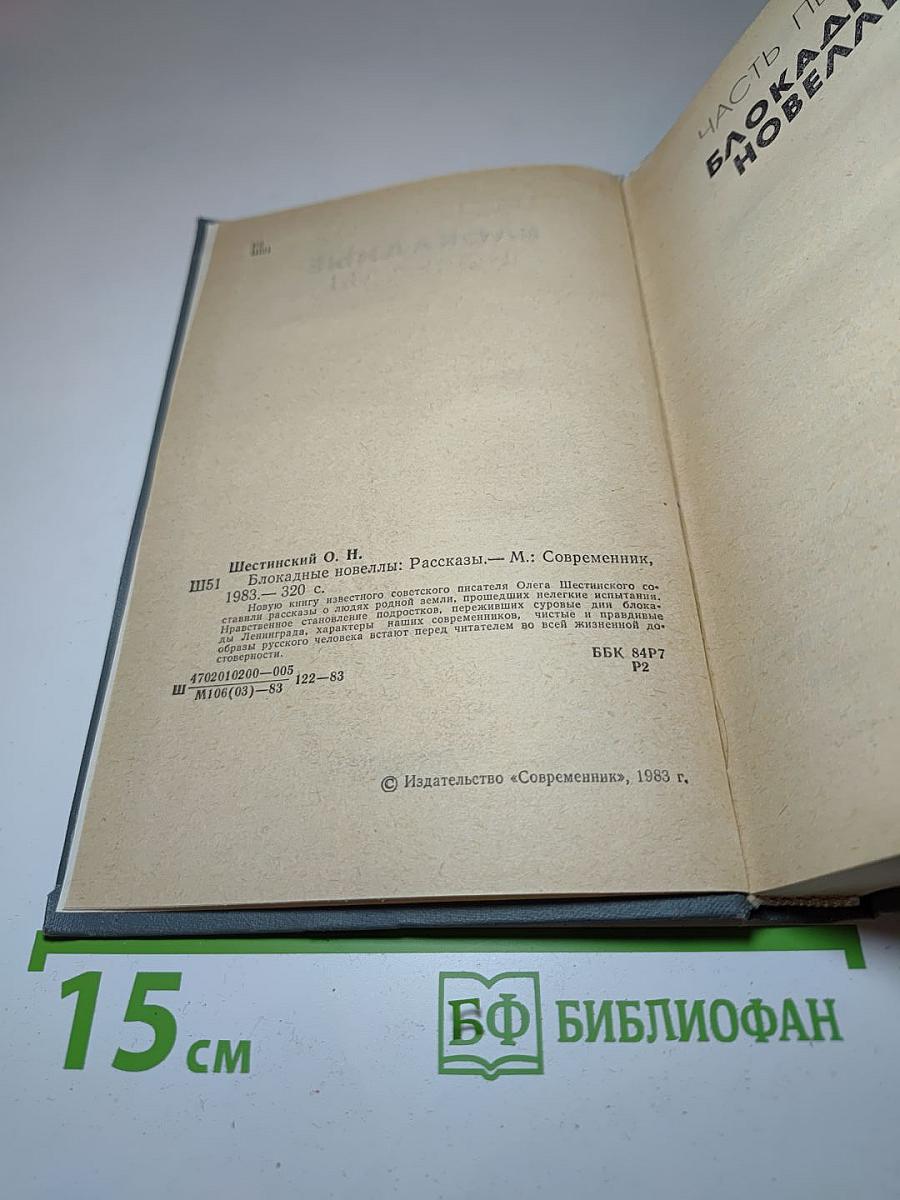 Р2
Ш51
Шестинский О. Н.
Ш51 Блокадные новеллы: Рассказы.— М.: Современник,
1983.— 320 с.
Новую книгу известного советского писателя Олега Шестинского со-
ставили рассказы о людях родной земли, прошедших нелегкие испытания.
Нравственное становление подростков, переживших суровые дни блока-
ды Ленинграда, характеры наших современников, чистые и правдивые
образы русского человека встают перед читателем во всей жизненной до-
стоверности.
Ш 4702010200—005 122—83
М106(03)—83
ББК 84Р7
Р2
© Издательство «Современник», 1983 г.
ЧАСТЬ
15 см
БФ БИБЛИОФАН